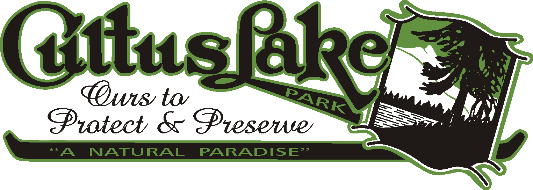 Cultus Lake
PARK
Ours to
Protect & Preserve
"A NATURAL PARADISE"